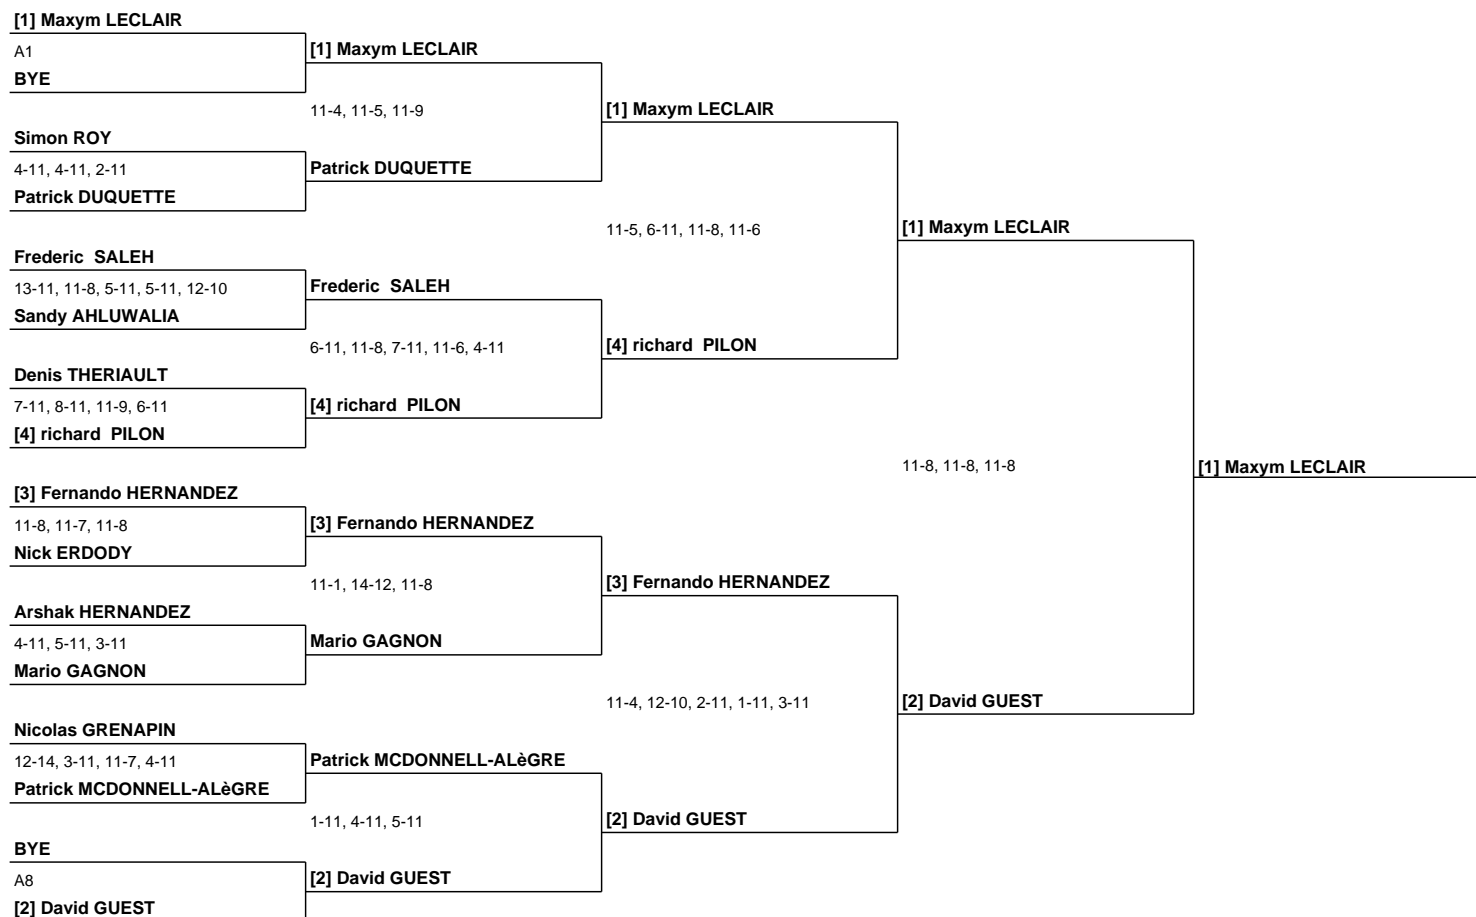 [1] Maxym LECLAIR
A1
BYE
[1] Maxym LECLAIR
11-4, 11-5, 11-9
[1] Maxym LECLAIR
Simon ROY
4-11, 4-11, 2-11
Patrick DUQUETTE
Patrick DUQUETTE
11-5, 6-11, 11-8, 11-6
[1] Maxym LECLAIR
Frederic SALEH
13-11, 11-8, 5-11, 5-11, 12-10
Sandy AHLUWALIA
Frederic SALEH
6-11, 11-8, 7-11, 11-6, 4-11
[4] richard PILON
Denis THERIAULT
7-11, 8-11, 11-9, 6-11
[4] richard PILON
[4] richard PILON
11-8, 11-8, 11-8
[1] Maxym LECLAIR
[3] Fernando HERNANDEZ
11-8, 11-7, 11-8
Nick ERDODY
[3] Fernando HERNANDEZ
11-1, 14-12, 11-8
[3] Fernando HERNANDEZ
Arshak HERNANDEZ
4-11, 5-11, 3-11
Mario GAGNON
Mario GAGNON
11-4, 12-10, 2-11, 1-11, 3-11
[2] David GUEST
Nicolas GRENAPIN
12-14, 3-11, 11-7, 4-11
Patrick MCDONNELL-ALèGRE
Patrick MCDONNELL-ALèGRE
1-11, 4-11, 5-11
[2] David GUEST
BYE
A8
[2] David GUEST
[2] David GUEST